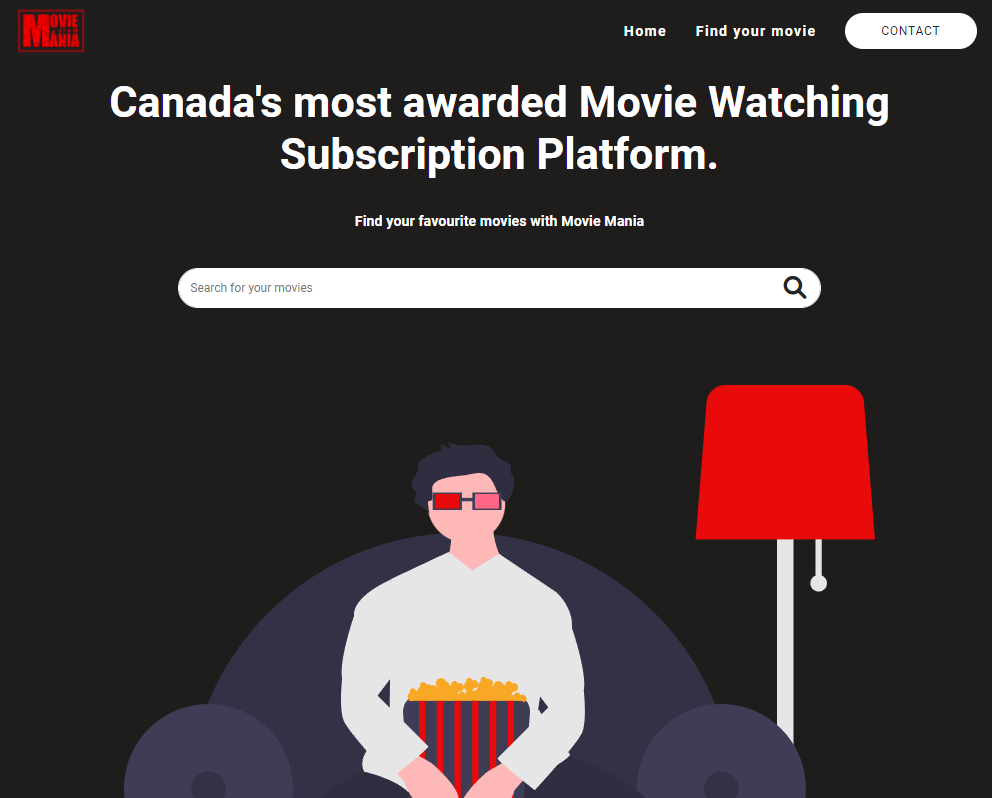 MOVIE
MANIA
Home
Find your movie
CONTACT
Canada's most awarded Movie Watching
Subscription Platform.
Find your favourite movies with Movie Mania
Search for your movies